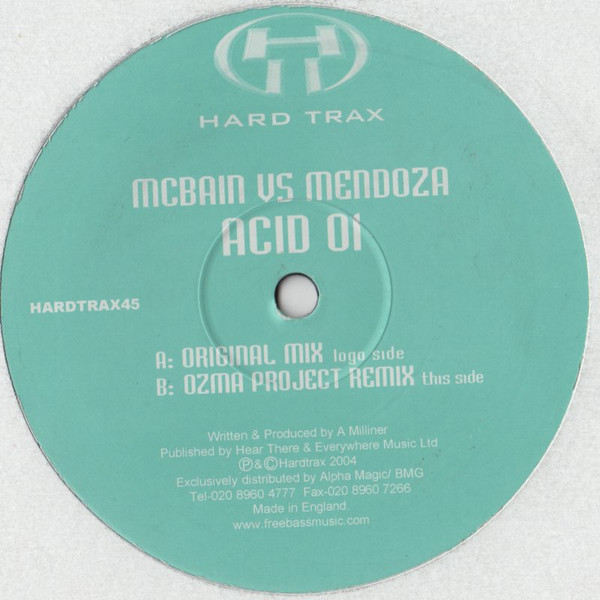 HARD TRAX
MCBAIN VS MENDOZA
ACID 01
HARDTRAX45
A: ORIGINAL MIX logo side
B: OZMA PROJECT REMIX this side
Written & Produced by A Milliner
Published by Hear There & Everywhere Music Ltd
Ⓟ&©Hardtrax 2004
Exclusively distributed by Alpha Magic/ BMG
Tel-020 8960 4777 Fax-020 8960 7266
Made in England.
www.freebassmusic.com